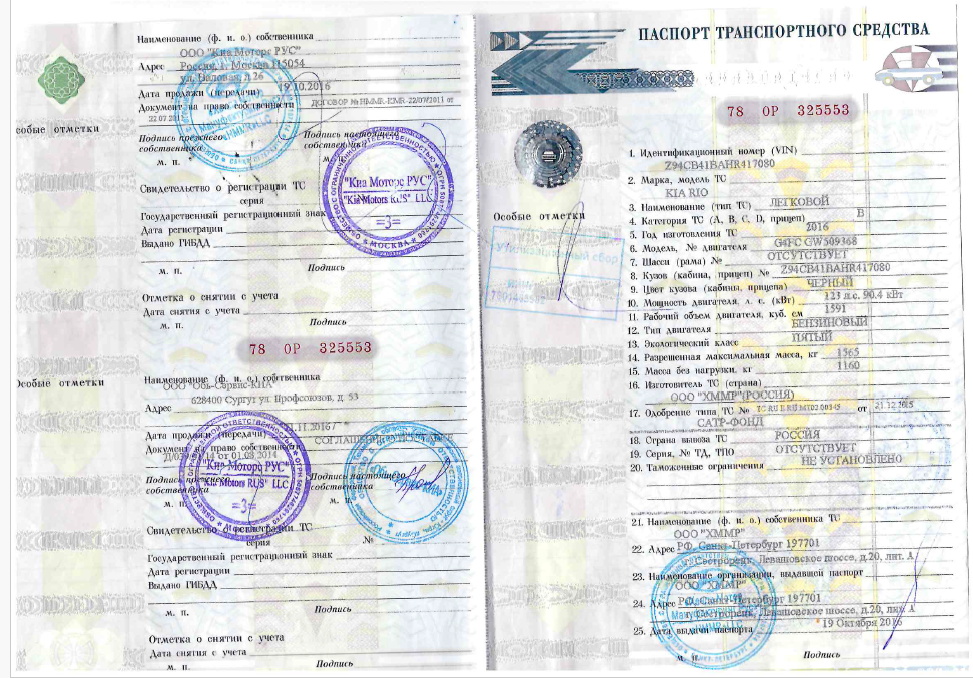 Наименование (ф. и. о.) собственника
ООО "Киа Моторс РУС"
Адрес Россия, г. Москва 115054
ул. Валовая, д 26
Дата продажи (передачи) 19.10.2016
Документ на право собственности ДОГОВОР № HMMR-KMR-22/07/2011 от
22 07
Особые отметки
Подпись прежнего собственника
Подпись настоящего собственника
м. п.
м. п.
"Киа Моторс РУС"
"Kia Motors RUS" LLC
=3=
МОСКВА
Свидетельство о регистрации ТС
серия
Государственный регистрационный знак
Дата регистрации
Выдано ГИБДД
м. п. Подпись
Отметка о снятии с учета
Дата снятия с учета
м. п. Подпись
78 ОР 325553
Особые отметки
Наименование (ф. и. о.) собственника
ООО "Обь-Сервис-КИА"
628400 Сургут ул. Профсоюзов, д. 53
Адрес
Дата продажи (передачи) .11.2016 г
Документ на право собственности СОГЛАШЕНИЕ
от 01.08.2014
Подпись прежнего собственника
Подпись настоящего собственника
м. п.
"Киа Моторс РУС"
"Kia Motors RUS" LLC
=3=
Свидетельство о регистрации ТС
серия №
Государственный регистрационный знак
Дата регистрации
Выдано ГИБДД
м. п. Подпись
Отметка о снятии с учета
Дата снятия с учета
м. п. Подпись
ПАСПОРТ ТРАНСПОРТНОГО СРЕДСТВА
78 ОР 325553
Особые отметки
Утилизационный сбор
1. Идентификационный номер (VIN)
Z94CB41BAHR417080
2. Марка, модель ТС
KIA RIO
3. Наименование (тип ТС) ЛЕГКОВОЙ
4. Категория ТС (A, B, C, D, прицеп) B
5. Год изготовления ТС 2016
6. Модель, № двигателя G4FC GW509368
7. Шасси (рама) № ОТСУТСТВУЕТ
8. Кузов (кабина, прицеп) № Z94CB41BAHR417080
9. Цвет кузова (кабины, прицепа) ЧЕРНЫЙ
10. Мощность двигателя, л. с. (кВт) 123 л.с. 90.4 кВт
11. Рабочий объем двигателя, куб. см 1591
12. Тип двигателя БЕНЗИНОВЫЙ
13. Экологический класс ПЯТЫЙ
14. Разрешенная максимальная масса, кг 1565
15. Масса без нагрузки, кг 1160
16. Изготовитель ТС (страна)
ООО "ХММР"(РОССИЯ)
17. Одобрение типа ТС № ТС RU E-RU.MT02.00345 от 21.12.2015
САТР-ФОНД
18. Страна вывоза ТС РОССИЯ
19. Серия, № ТД, ТПО ОТСУТСТВУЕТ
20. Таможенные ограничения НЕ УСТАНОВЛЕНО
21. Наименование (ф. и. о.) собственника ТС
ООО "ХММР"
22. Адрес РФ, Санкт-Петербург 197701
г. Сестрорецк, Левашовское шоссе, д.20, лит. А
23. Наименование организации, выдавшей паспорт
ООО "ХММР"
24. Адрес РФ, Санкт-Петербург 197701
г. Сестрорецк, Левашовское шоссе, д.20, лит. А
25. Дата выдачи паспорта 19 Октября 2016
м. п. Подпись